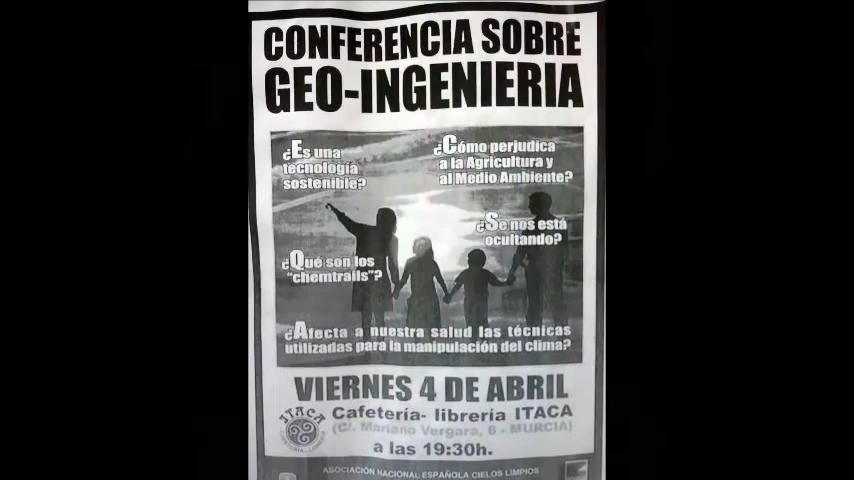 CONFERENCIA SOBRE
GEO-INGENIERIA
¿Es una
tecnología
sostenible?
¿Cómo perjudica
a la Agricultura y
al Medio Ambiente?
¿Se nos está
ocultando?
¿Qué son los
"chemtrails"?
¿Afecta a nuestra salud las técnicas
utilizadas para la manipulación del clima?
VIERNES 4 DE ABRIL
ITACA
Cafetería- librería ITACA
(C/. Mariano Vergara, 6 - MURCIA)
a las 19:30h.
ASOCIACIÓN NACIONAL ESPAÑOLA CIELOS LIMPIOS